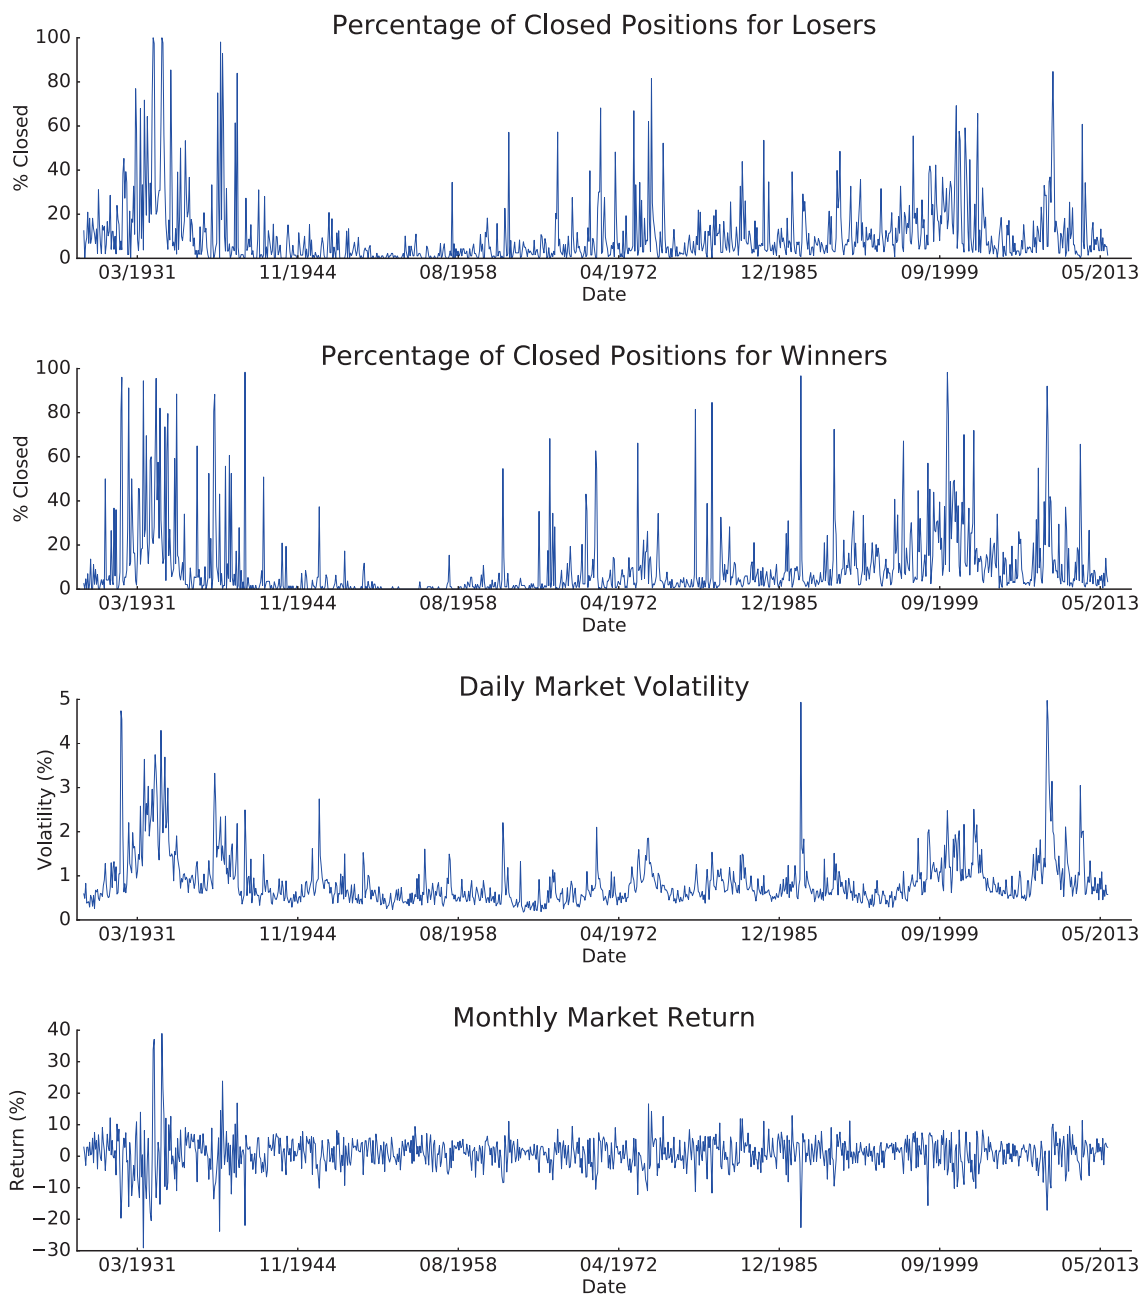 Percentage of Closed Positions for Losers
100
80
60
40
20
0
% Closed
03/1931 11/1944 08/1958 04/1972 12/1985 09/1999 05/2013
Date
Percentage of Closed Positions for Winners
100
80
60
40
20
0
% Closed
03/1931 11/1944 08/1958 04/1972 12/1985 09/1999 05/2013
Date
Daily Market Volatility
5
4
3
2
1
0
Volatility (%)
03/1931 11/1944 08/1958 04/1972 12/1985 09/1999 05/2013
Date
Monthly Market Return
40
30
20
10
0
−10
−20
−30
Return (%)
03/1931 11/1944 08/1958 04/1972 12/1985 09/1999 05/2013
Date